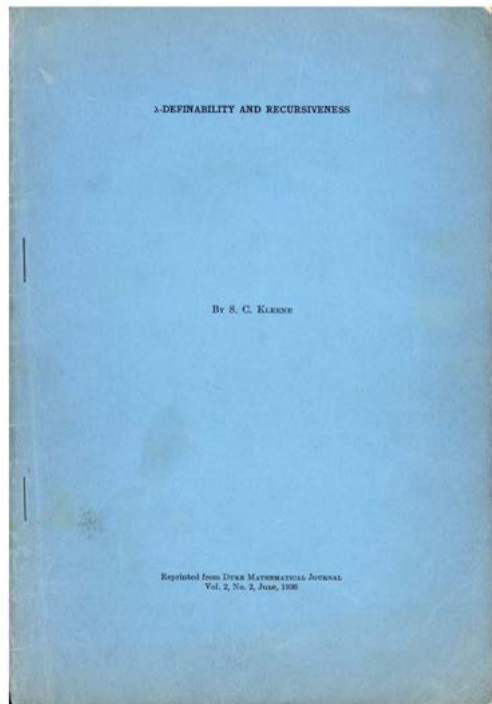 λ-DEFINABILITY AND RECURSIVENESS
By S. C. Kleene
Reprinted from Duke Mathematical Journal
Vol. 2, No. 2, June, 1936